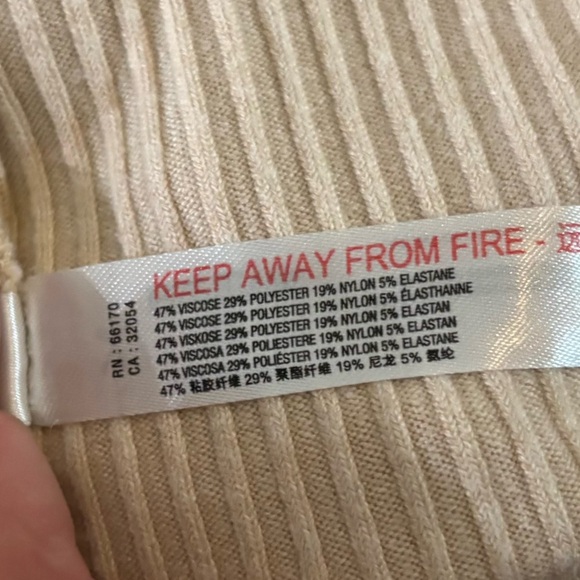 KEEP AWAY FROM FIRE -
47% VISCOSE 29% POLYESTER 19% NYLON 5% ELASTANE
47% VISCOSE 29% POLYESTER 19% NYLON 5% ÉLASTHANNE
47% VISKOSE 29% POLYESTER 19% NYLON 5% ELASTAN
47% VISCOSA 29% POLIESTERE 19% NYLON 5% ELASTAN
47% VISCOSA 29% POLIÉSTER 19% NYLON 5% ELASTANE
47% 粘胶纤维 29% 聚酯纤维 19% 尼龙 5% 氨纶
RN : 66170
CA : 32054